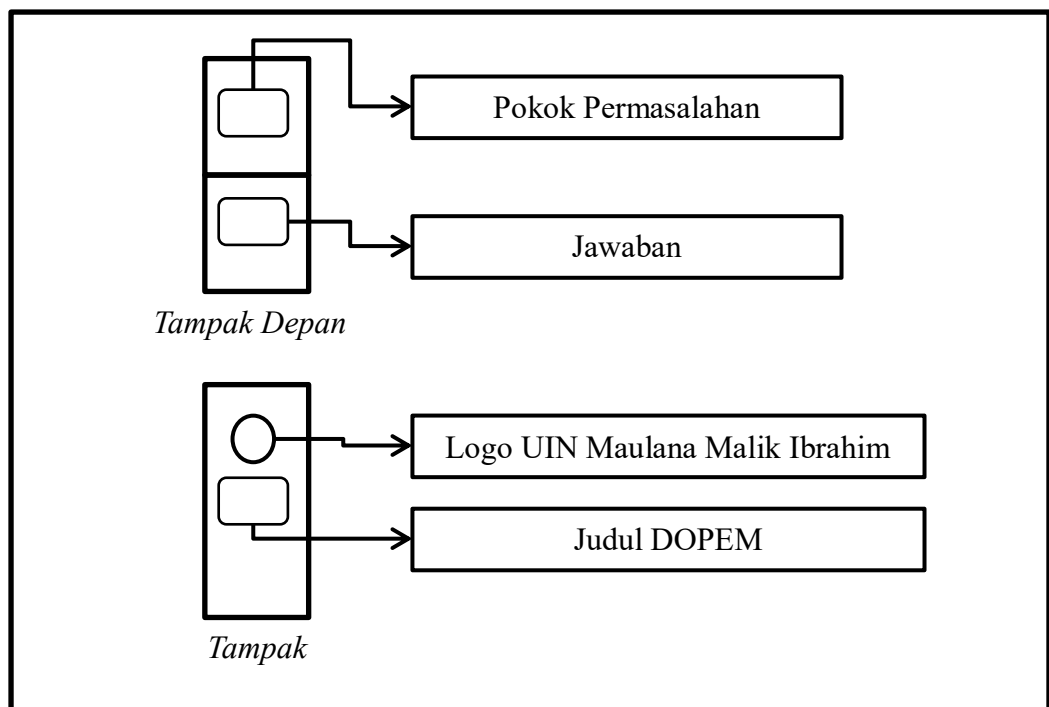 Pokok Permasalahan
Jawaban
Tampak Depan
Logo UIN Maulana Malik Ibrahim
Judul DOPEM
Tampak